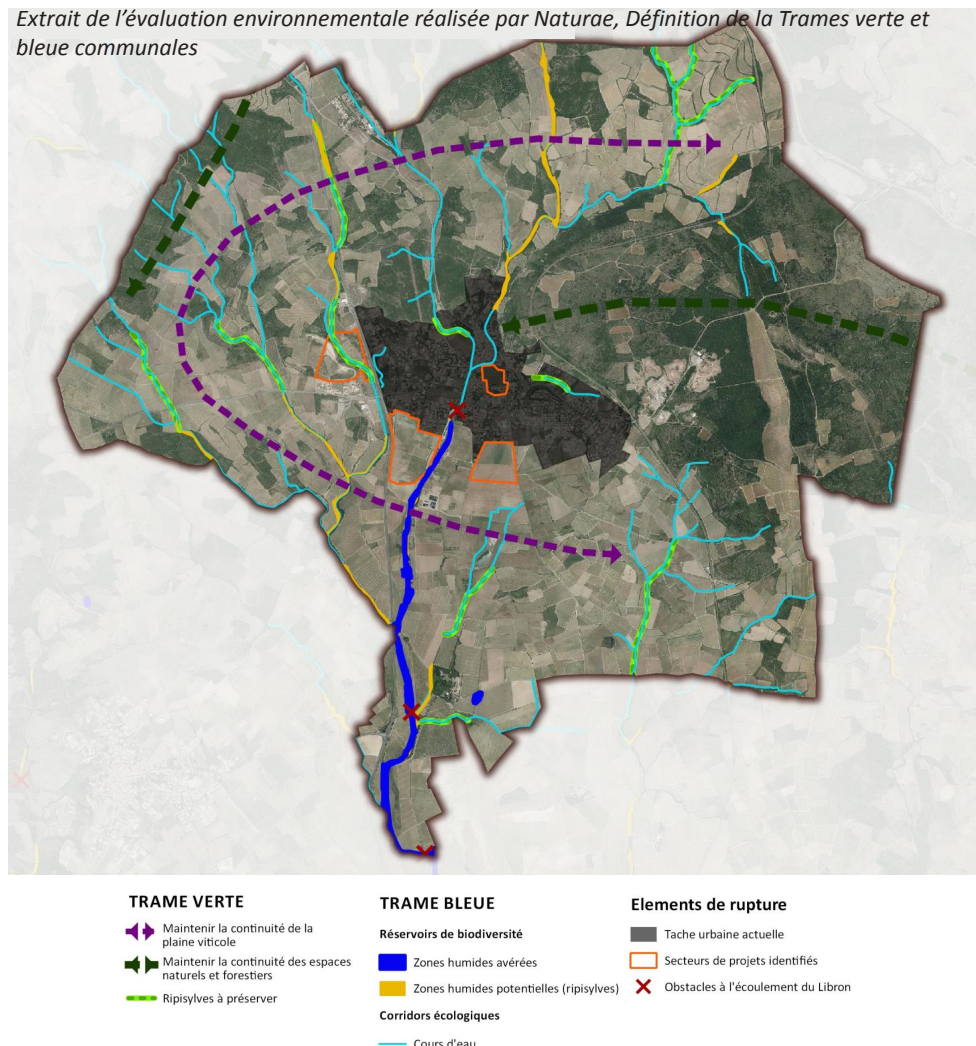 Extrait de l'évaluation environnementale réalisée par Naturae, Définition de la Trames verte et
bleue communales
TRAME VERTE
Maintenir la continuité de la
plaine viticole
Maintenir la continuité des espaces
naturels et forestiers
Ripisylves à préserver
TRAME BLEUE
Réservoirs de biodiversité
Zones humides avérées
Zones humides potentielles (ripisylves)
Corridors écologiques
Cours d'eau
Elements de rupture
Tache urbaine actuelle
Secteurs de projets identifiés
Obstacles à l'écoulement du Libron